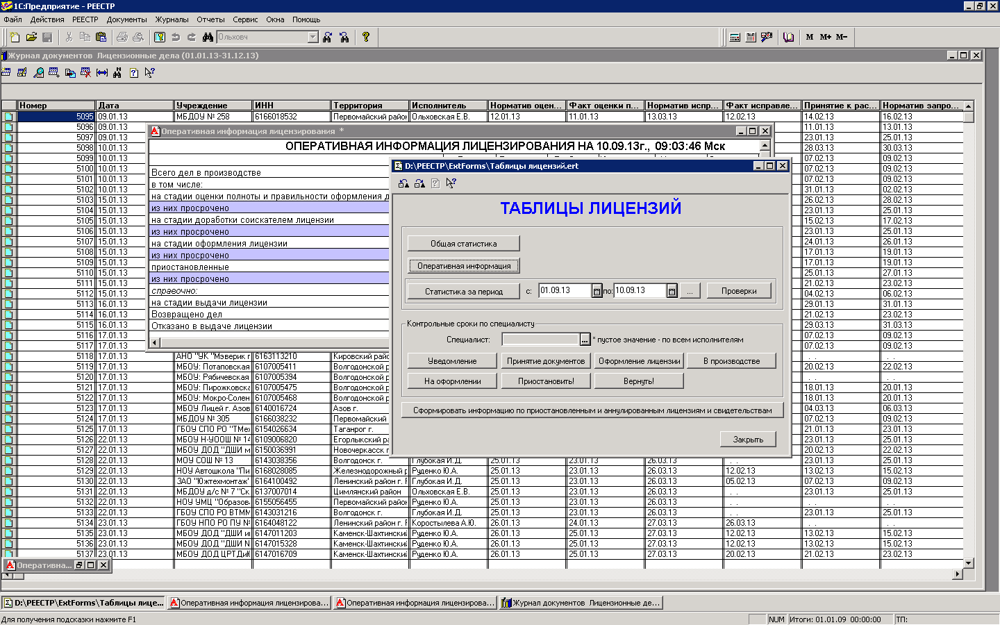 1С:Предприятие - РЕЕСТР
Файл Действия РЕЕСТР Документы Журналы Отчеты Сервис Окна Помощь
Ольховч
M M+ M-
Журнал документов Лицензионные дела (01.01.13-31.12.13)
Номер Дата Учреждение ИНН Территория Исполнитель Норматив оцен... Факт оценки п... Норматив испр... Факт исправле... Принятие к рас... Норматив запро...
5095 09.01.13 МБДОУ № 258 6166018532 Первомайский район Ольховская Е.В. 12.01.13 11.01.13 13.03.13 12.02.13 14.02.13 16.02.13
5096 09.01.13 11.01.13 13.01.13
5097 09.01.13 23.01.13 25.01.13
5098 10.01.13 28.03.13 30.03.13
5099 10.01.13 07.02.13 09.02.13
5100 10.01.13 07.02.13 09.02.13
5101 10.01.13 07.02.13 09.02.13
5102 10.01.13 31.01.13 02.02.13
5103 15.01.13 26.02.13 28.02.13
5104 15.01.13 23.01.13 25.01.13
5105 15.01.13 15.02.13 17.02.13
5106 15.01.13 23.01.13 25.01.13
5107 15.01.13 24.01.13 26.01.13
5108 15.01.13 17.01.13 19.01.13
5109 15.01.13 17.01.13 19.01.13
5110 15.01.13 25.01.13 27.01.13
5111 15.01.13 21.02.13 23.02.13
5112 15.01.13 04.02.13 06.02.13
5113 16.01.13 29.01.13 31.01.13
5114 16.01.13 21.02.13 23.02.13
5115 16.01.13 29.03.13 31.03.13
5116 17.01.13 07.02.13 09.02.13
5117 17.01.13 07.02.13 09.02.13
5118 17.01.13 АНО "УК "Мэверик г 6163113210 Кировский райо . . . .
5119 17.01.13 МБОУ: Потаповская 6107005411 Волгодонской р 20.02.13 22.02.13
5120 17.01.13 МБОУ: Рябичевская 6107005394 Волгодонской р . . . .
5121 17.01.13 МБОУ: Пирожковска 6107005475 Волгодонской р 18.01.13 20.01.13
5122 17.01.13 МБОУ: Мокро-Солен 6107005468 Волгодонской р 18.01.13 20.01.13
5123 17.01.13 МБОУ Лицей г. Азов 6140016724 Азов г. 04.03.13 06.03.13
5124 17.01.13 МБДОУ № 305 6166038232 Первомайский 07.02.13 09.02.13
5125 17.01.13 ГБОУ СПО РО "ТМех 6154026634 Таганрог г. 21.01.13 23.01.13
5126 22.01.13 МБОУ Н-УООШ № 14 6109006820 Егорлыкский ра 23.01.13 25.01.13
5127 22.01.13 МБОУ ДОД "ДШИ м 6150036991 Новочеркасск г 21.02.13 23.02.13
5128 22.01.13 МОУ СОШ № 13 6143038356 Волгодонск г. Глубокая И.Д. 25.01.13 23.01.13 26.03.13 . . 23.01.13 25.01.13
5129 22.01.13 НОУ Автошкола "Пи 6168028085 Железнодорожный р Руденко Ю.А. 25.01.13 23.01.13 26.03.13 12.02.13 13.02.13 15.02.13
5130 22.01.13 ЗАО "Южтехмонтаж" 6164100492 Ленинский район г. Р Глубокая И.Д. 25.01.13 23.01.13 26.03.13 05.02.13 07.02.13 09.02.13
5131 22.01.13 МБДОУ д/с № 7 "Ск 6137007014 Цимлянский район Ольховская Е.В. 25.01.13 23.01.13 26.03.13 . . 23.01.13 25.01.13
5132 22.01.13 НОУ УМЦ "Образова 6155056455 Первомайский район Руденко Ю.А. 25.01.13 23.01.13 26.03.13 . . . . . .
5133 22.01.13 ГБОУ СПО РО ВТММ 6143031216 Волгодонск г. Глубокая И.Д. 25.01.13 23.01.13 26.03.13 . . 23.01.13 25.01.13
5134 23.01.13 ГБОУ НПО РО ПУ № 6164048122 Ленинский район г. Р Коростылева А.Ю. 26.01.13 24.01.13 27.03.13 26.03.13 . . . .
5135 23.01.13 МБОУ ДОД "ДШИ им 6147011203 Каменск-Шахтинский Руденко Ю.А. 26.01.13 25.01.13 27.03.13 12.02.13 13.02.13 15.02.13
5136 23.01.13 МБОУ ДОД "ДШИ N 6147015328 Каменск-Шахтинский Руденко Ю.А. 26.01.13 25.01.13 27.03.13 12.02.13 13.02.13 15.02.13
5137 23.01.13 МБОУ ДОД ЦРТДиЮ 6147016709 Каменск-Шахтинский Руденко Ю.А. 26.01.13 25.01.13 27.03.13 20.02.13 21.02.13 23.02.13
Оперативная информация лицензирования *
ОПЕРАТИВНАЯ ИНФОРМАЦИЯ ЛИЦЕНЗИРОВАНИЯ НА 10.09.13г., 09:03:46 Мск
Всего дел в производстве
в том числе:
на стадии оценки полноты и правильности оформления д
из них просрочено
на стадии доработки соискателем лицензии
из них просрочено
на стадии оформления лицензии
из них просрочено
приостановленные
из них просрочено
справочно:
на стадии выдачи лицензии
Возвращено дел
Отказано в выдаче лицензии
D:\РЕЕСТР\ExtForms\Таблицы лицензий.ert
ТАБЛИЦЫ ЛИЦЕНЗИЙ
Общая статистика
Оперативная информация
Статистика за период с: 01.09.13 по: 10.09.13 ... Проверки
Контрольные сроки по специалисту
Специалист: ... * пустое значение - по всем исполнителям
Уведомление Принятие документов Оформление лицензии В производстве
На оформлении Приостановить! Вернуть!
Сформировать информацию по приостановленным и аннулированным лицензиям и свидетельствам
Закрыть
Оперативна...
D:\РЕЕСТР\ExtForms\Таблицы лице... Оперативная информация лицензирова... Оперативная информация лицензирова... Журнал документов Лицензионные де...
Для получения подсказки нажмите F1 NUM Итоги: 01.01.09 00:00:00 ТП: